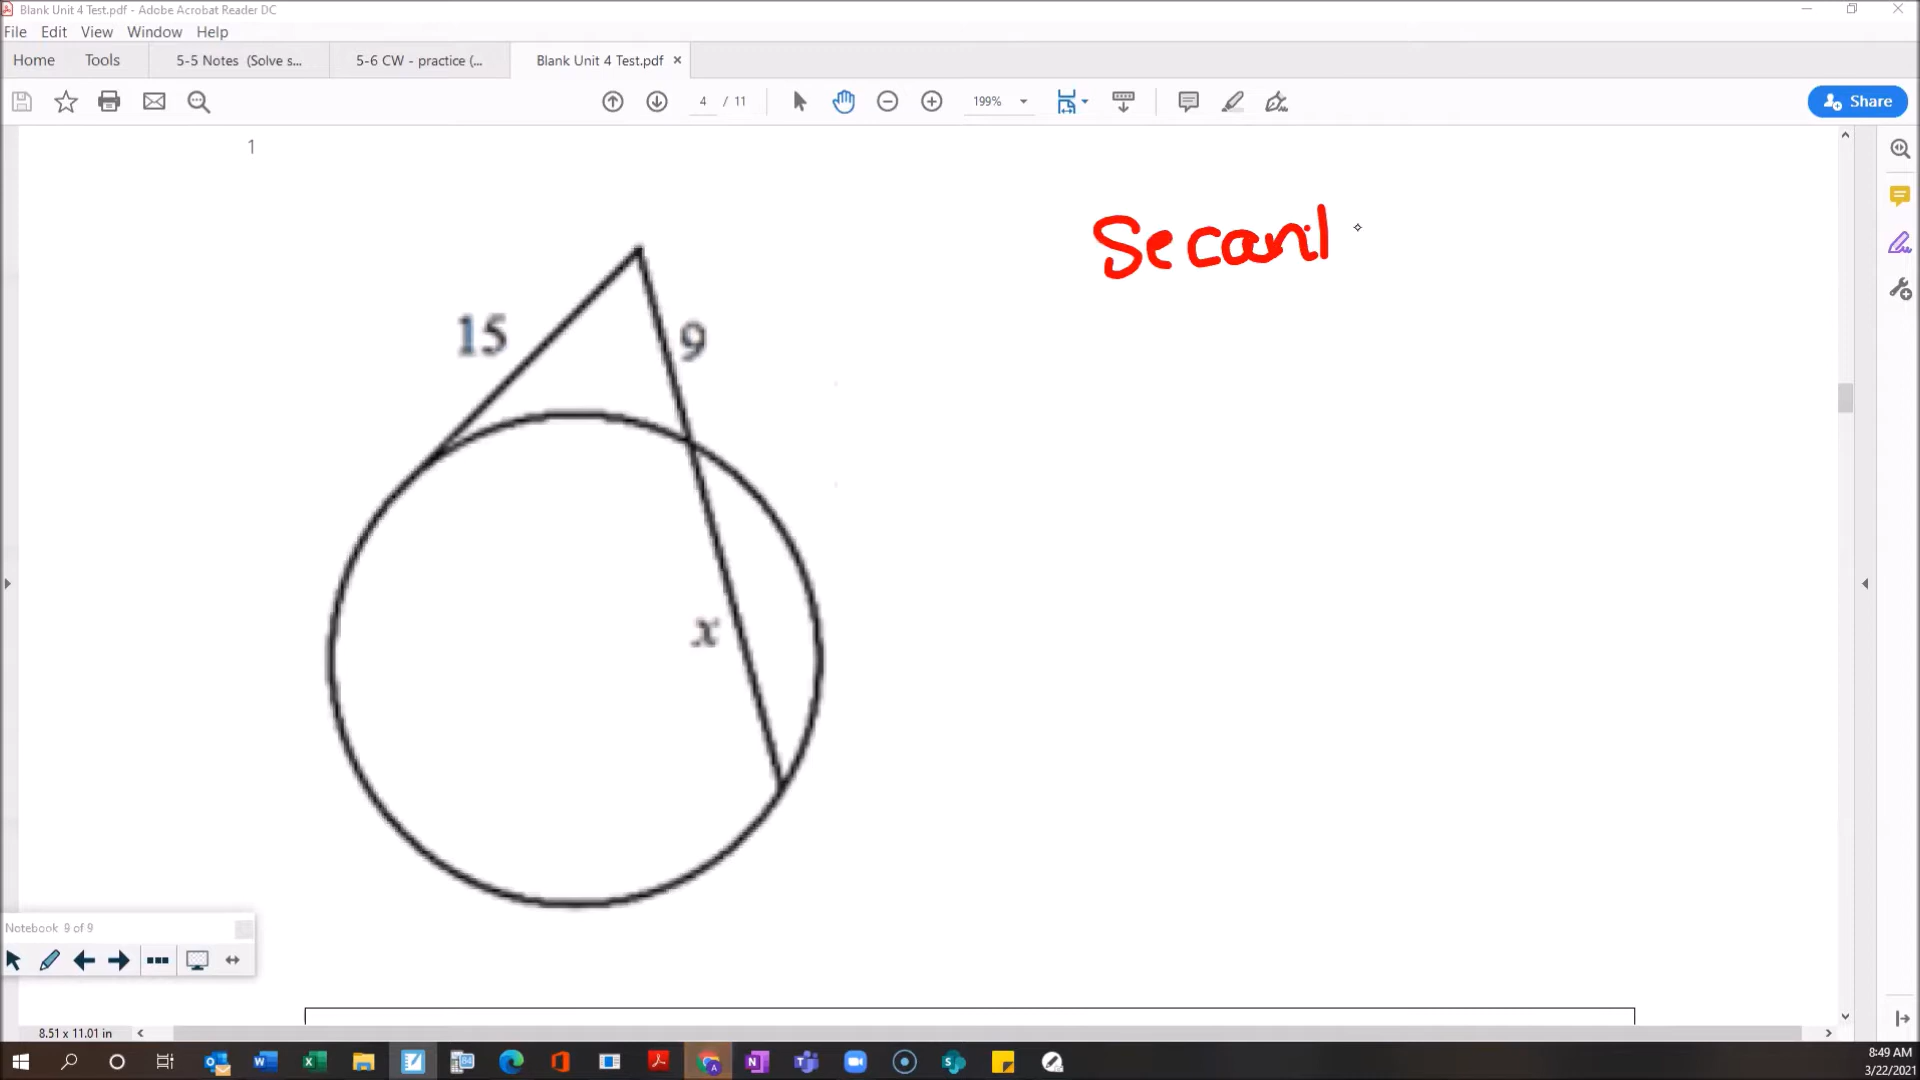 Blank Unit 4 Test.pdf - Adobe Acrobat Reader DC
File Edit View Window Help
Home Tools 5-5 Notes (Solve s... 5-6 CW - practice (... Blank Unit 4 Test.pdf ×
4 / 11 199% Share
1
Secant
15
9
x
Notebook 9 of 9
8.51 x 11.01 in
8:49 AM
3/22/2021